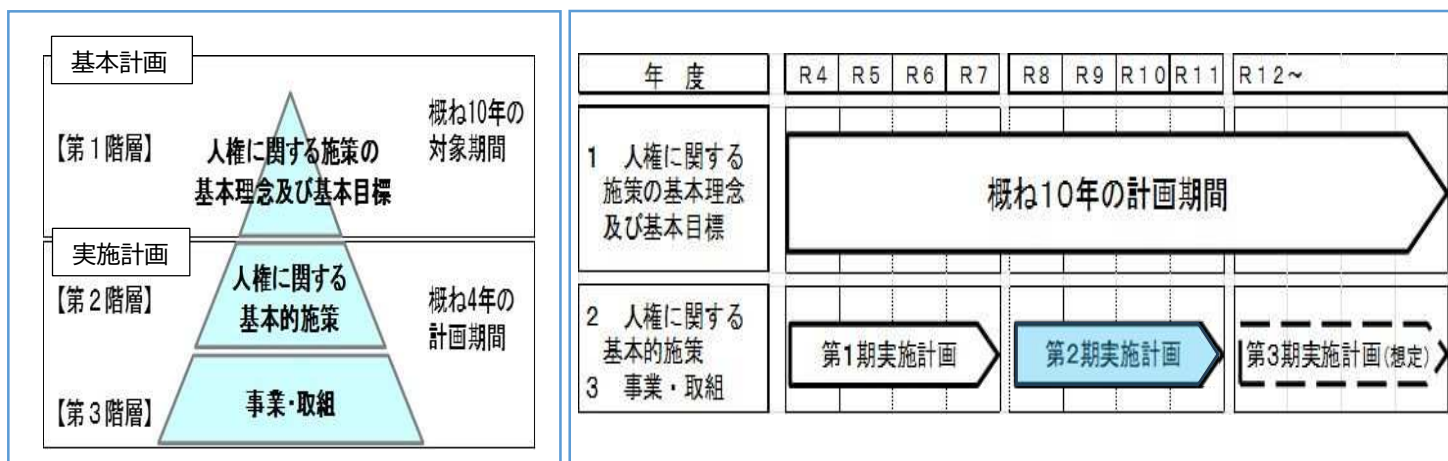 基本計画
【第1階層】
人権に関する施策の
基本理念及び基本目標
概ね10年の
対象期間
実施計画
【第2階層】
人権に関する
基本的施策
概ね4年の
計画期間
【第3階層】
事業・取組
年 度 R4 R5 R6 R7 R8 R9 R10 R11 R12~
1 人権に関する
施策の基本理念
及び基本目標
概ね10年の計画期間
2 人権に関する
基本的施策
3 事業・取組
第1期実施計画
第2期実施計画
第3期実施計画(想定)